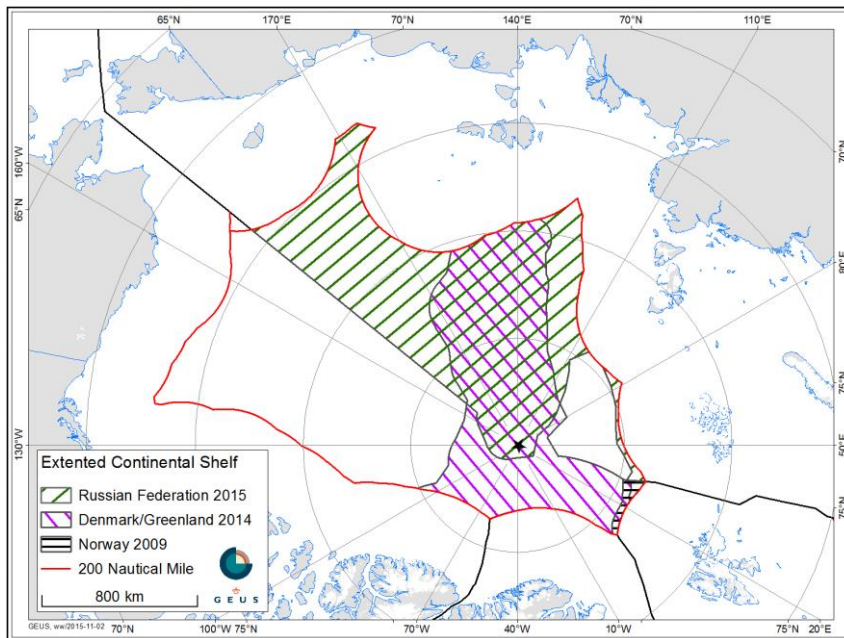 65°N
170°E
70°N
140°E
70°N
110°E
160°W
65°N
70°N
80°E
130°W
75°N
50°E
75°N
Extented Continental Shelf
Russian Federation 2015
Denmark/Greenland 2014
Norway 2009
200 Nautical Mile
800 km
G E U S
GEUS, ww/2015-11-02
70°N
100°W
75°N
70°W
40°W
75°N
20°E